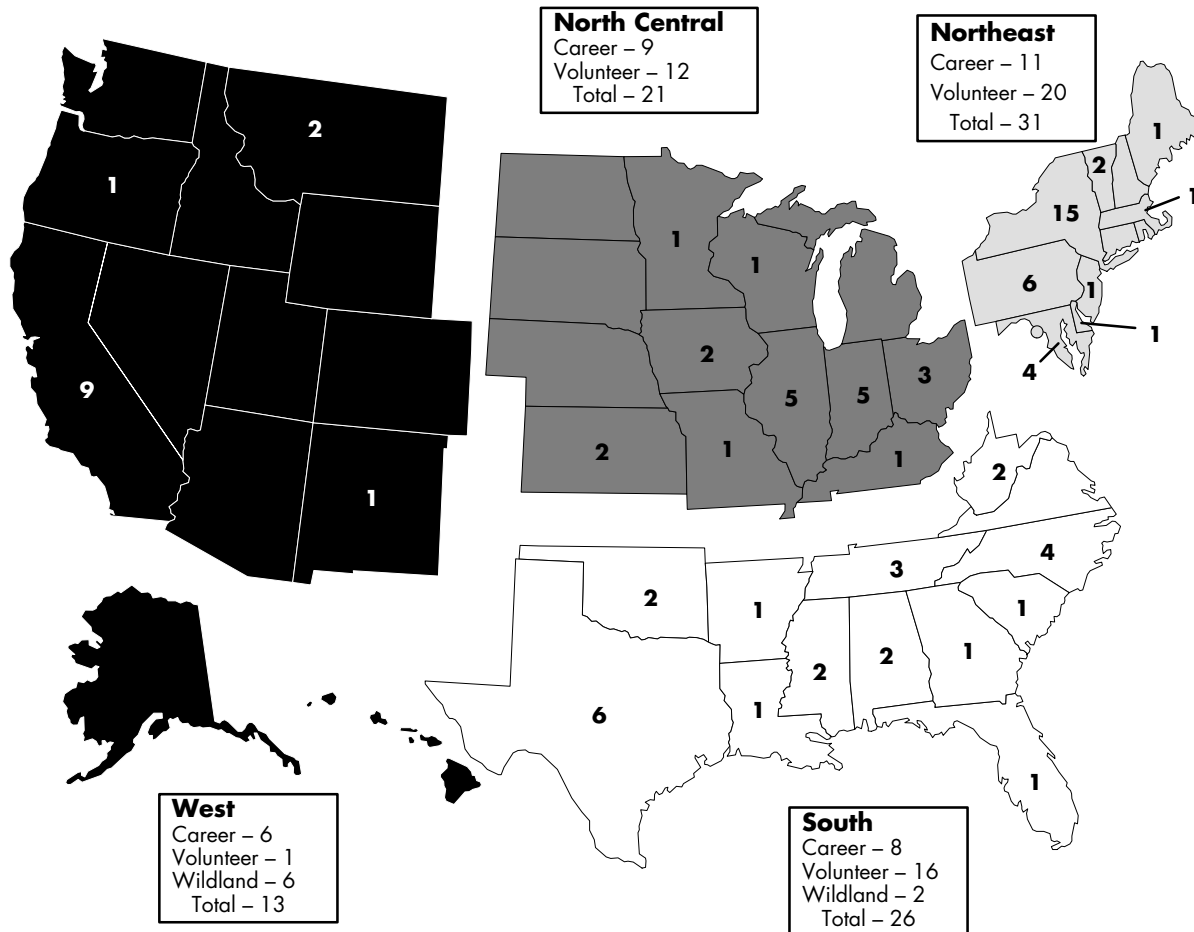 North Central
Career – 9
Volunteer – 12
Total – 21
Northeast
Career – 11
Volunteer – 20
Total – 31
2
1
9
1
1
1
2
5
5
3
2
1
1
1
2
15
1
6
1
1
4
2
4
3
2
1
1
2
2
1
6
1
1
West
Career – 6
Volunteer – 1
Wildland – 6
Total – 13
South
Career – 8
Volunteer – 16
Wildland – 2
Total – 26